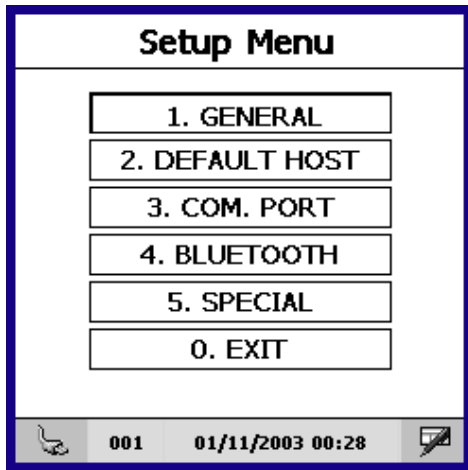 Setup Menu
1. GENERAL
2. DEFAULT HOST
3. COM. PORT
4. BLUETOOTH
5. SPECIAL
0. EXIT
001 01/11/2003 00:28